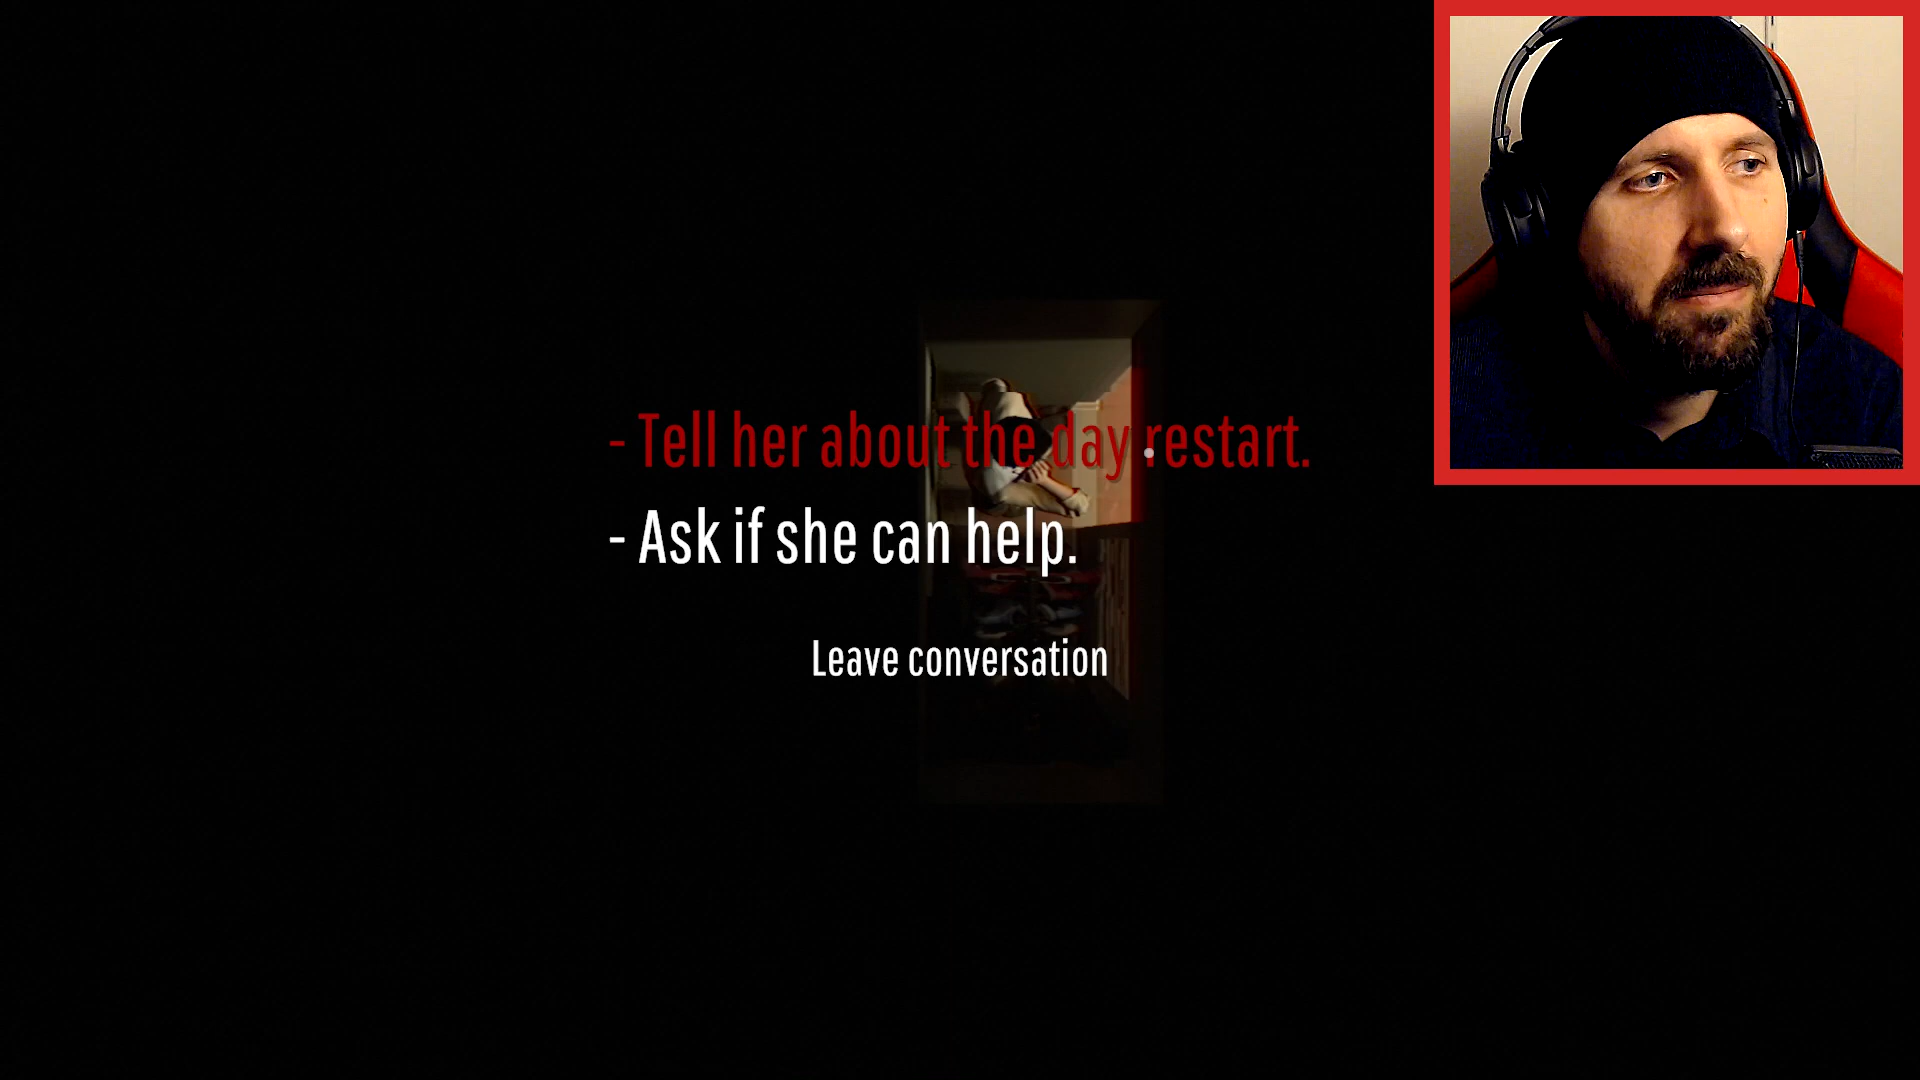 - Tell her about the day restart.
- Ask if she can help.
Leave conversation